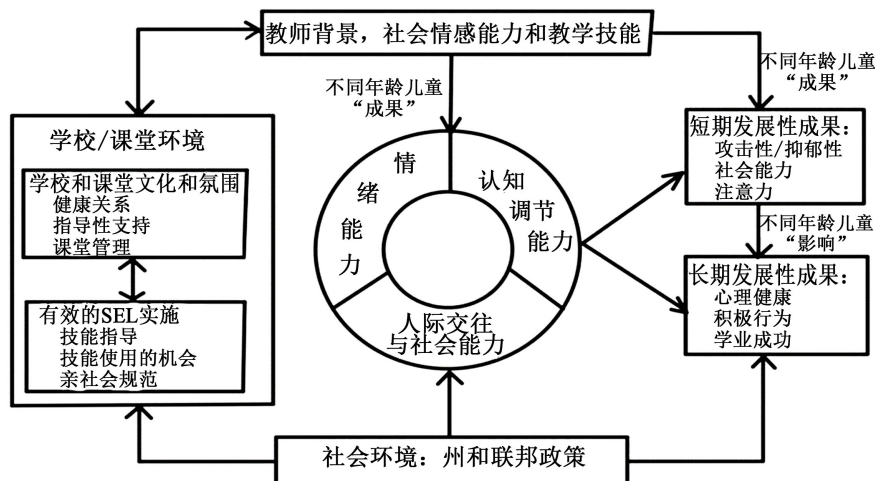 教师背景，社会情感能力和教学技能
不同年龄儿童
“成果”
不同年龄儿童
“成果”
学校/课堂环境
学校和课堂文化和氛围
健康关系
指导性支持
课堂管理
有效的SEL实施
技能指导
技能使用的机会
亲社会规范
情绪能力
认知
调节
能力
人际交往
与社会能力
短期发展性成果：
攻击性/抑郁性
社会能力
注意力
不同年龄儿童
“影响”
长期发展性成果：
心理健康
积极行为
学业成功
社会环境：州和联邦政策